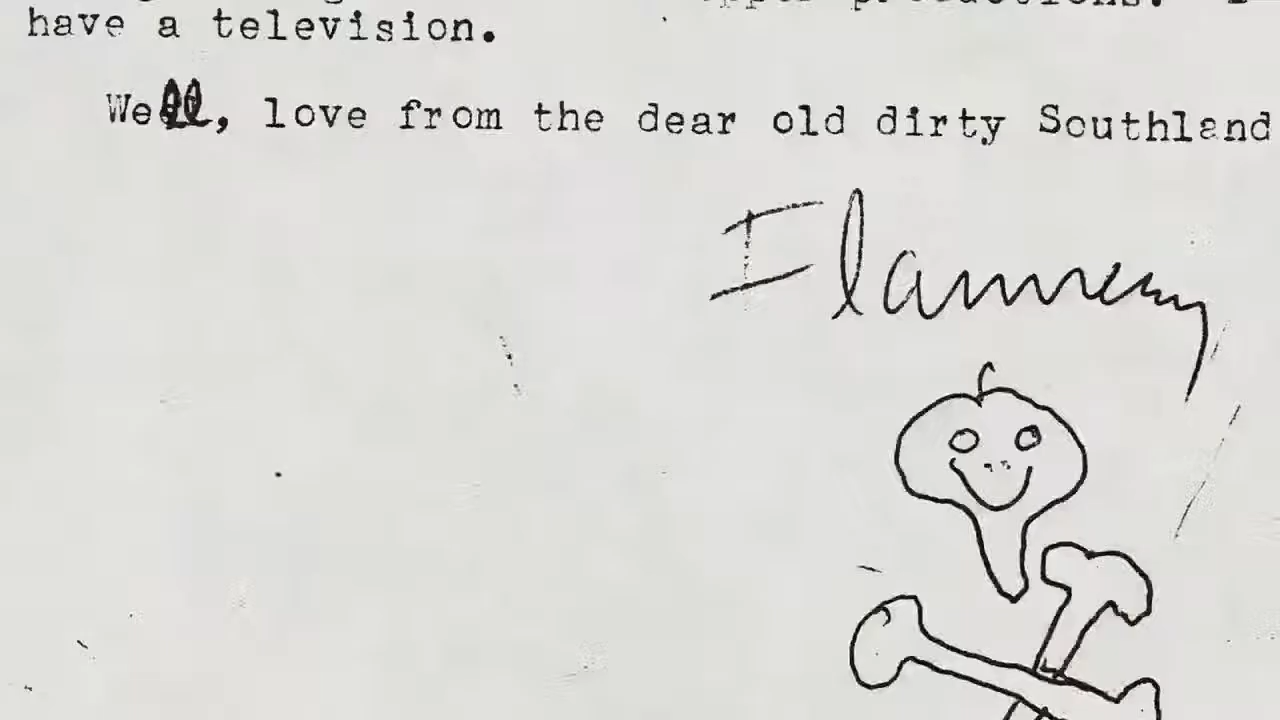 have a television.
Well, love from the dear old dirty Southland
Flannery